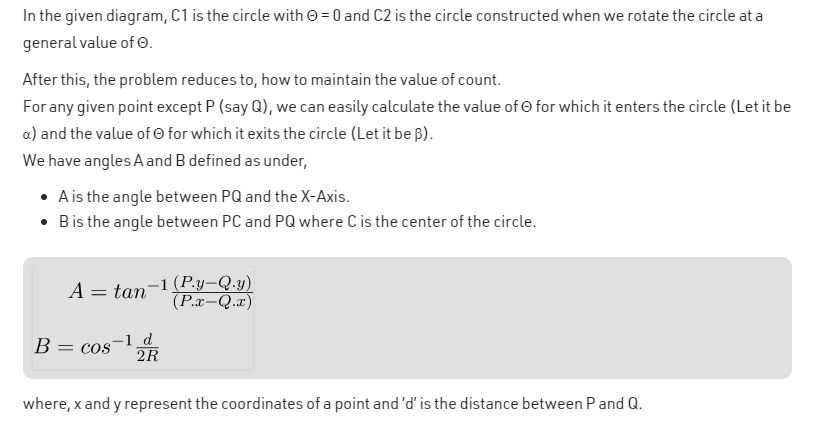 In the given diagram, C1 is the circle with Θ = 0 and C2 is the circle constructed when we rotate the circle at a
general value of Θ.
After this, the problem reduces to, how to maintain the value of count.
For any given point except P (say Q), we can easily calculate the value of Θ for which it enters the circle (Let it be
α) and the value of Θ for which it exits the circle (Let it be β).
We have angles A and B defined as under,
• A is the angle between PQ and the X-Axis.
• B is the angle between PC and PQ where C is the center of the circle.
A = tan⁻¹ (P.y−Q.y)/(P.x−Q.x)
B = cos⁻¹ d/2R
where, x and y represent the coordinates of a point and 'd' is the distance between P and Q.